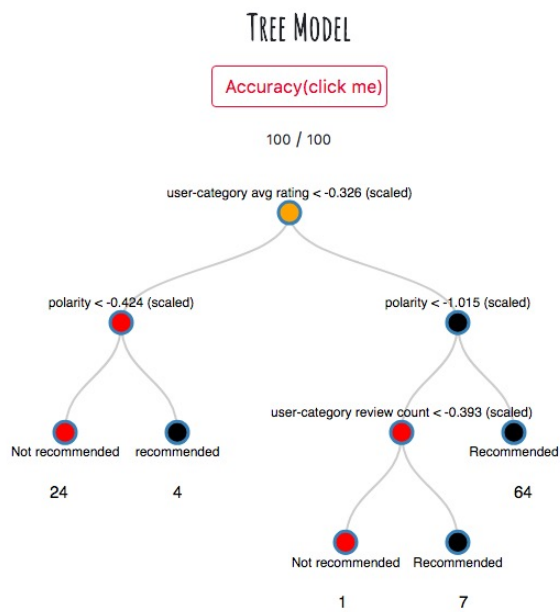 TREE MODEL
Accuracy(click me)
100 / 100
user-category avg rating < -0.326 (scaled)
polarity < -0.424 (scaled)
polarity < -1.015 (scaled)
user-category review count < -0.393 (scaled)
Not recommended
recommended
Recommended
24
4
64
Not recommended
Recommended
1
7